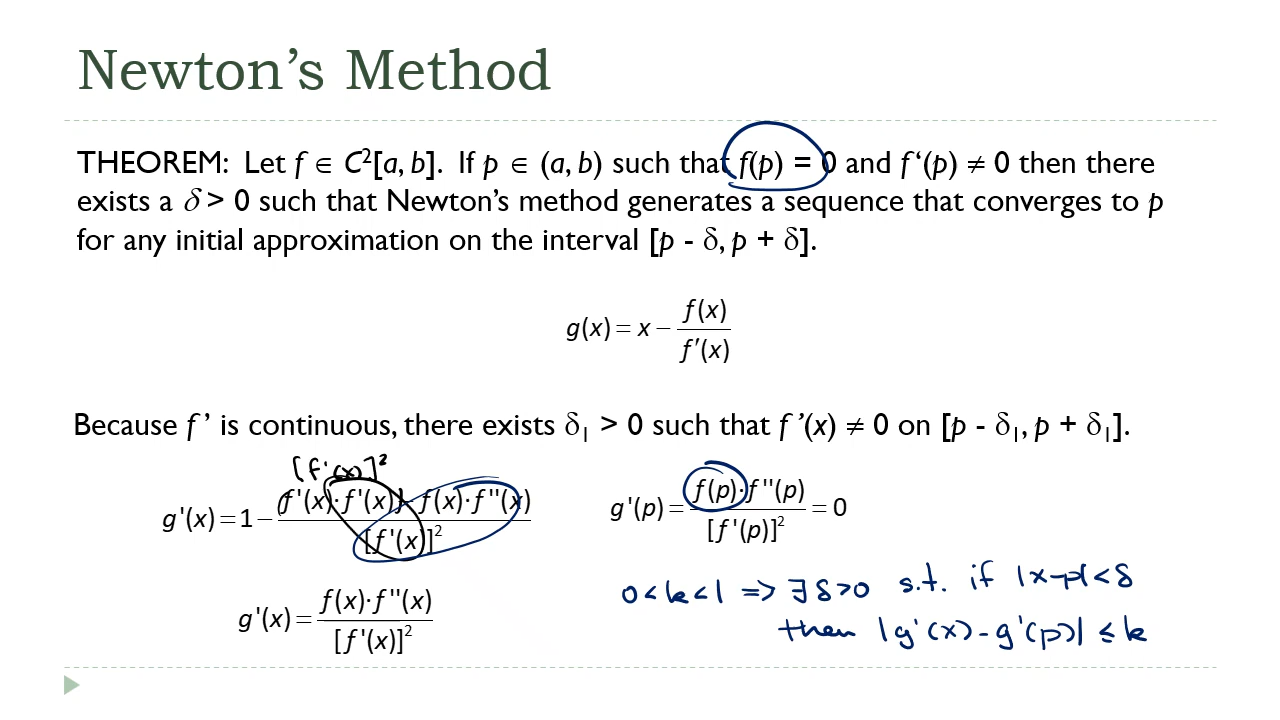 Newton's Method
THEOREM: Let f ∈ C²[a, b]. If p ∈ (a, b) such that f(p) = 0 and f ‘(p) ≠ 0 then there
exists a δ > 0 such that Newton's method generates a sequence that converges to p
for any initial approximation on the interval [p - δ, p + δ].
g(x) = x − f(x) / f′(x)
Because f ’ is continuous, there exists δ₁ > 0 such that f ’(x) ≠ 0 on [p - δ₁, p + δ₁].
[f'(x)]²
g'(x) = 1 − (f'(x)·f'(x)) − f(x)·f''(x) / [f'(x)]²
g'(p) = f(p)·f''(p) / [f'(p)]² = 0
0 < k < 1 => ∃ δ > 0 s.t. if |x-p| < δ
g'(x) = f(x)·f''(x) / [f'(x)]²
then |g'(x) - g'(p)| ≤ k